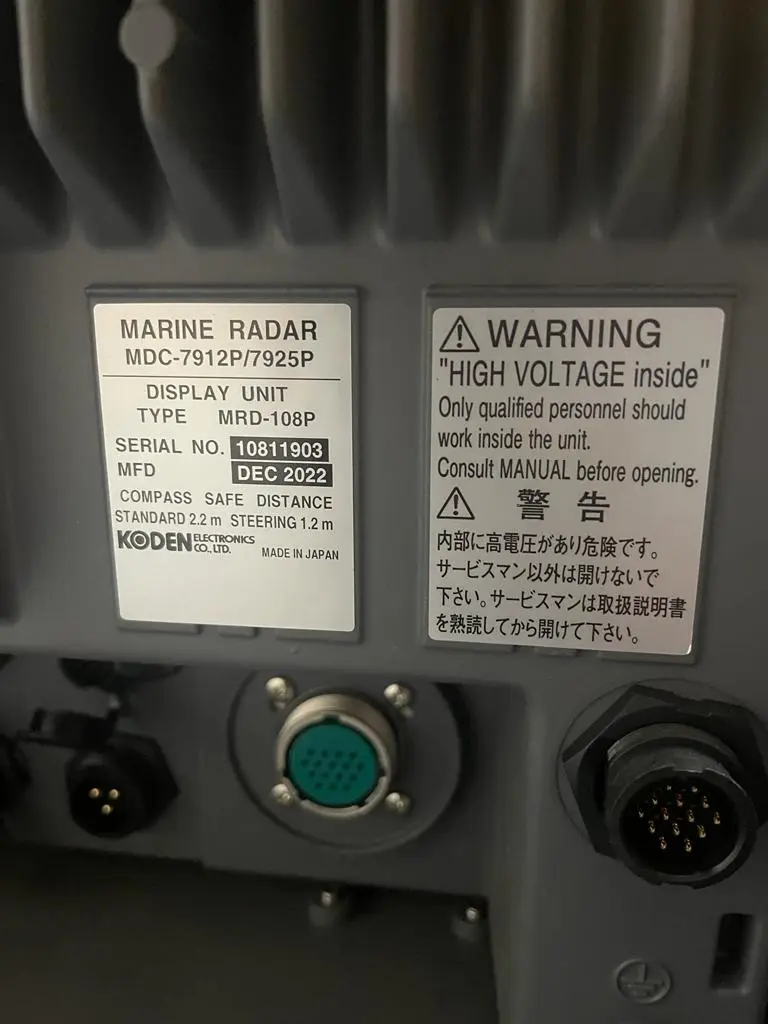 MARINE RADAR
MDC-7912P/7925P
DISPLAY UNIT
TYPE MRD-108P
SERIAL NO. 10811903
MFD DEC 2022
COMPASS SAFE DISTANCE
STANDARD 2.2 m STEERING 1.2 m
KODEN ELECTRONICS CO., LTD. MADE IN JAPAN
WARNING
"HIGH VOLTAGE inside"
Only qualified personnel should
work inside the unit.
Consult MANUAL before opening.
警告
内部に高電圧があり危険です。
サービスマン以外は開けないで
下さい。サービスマンは取扱説明書
を熟読してから開けて下さい。